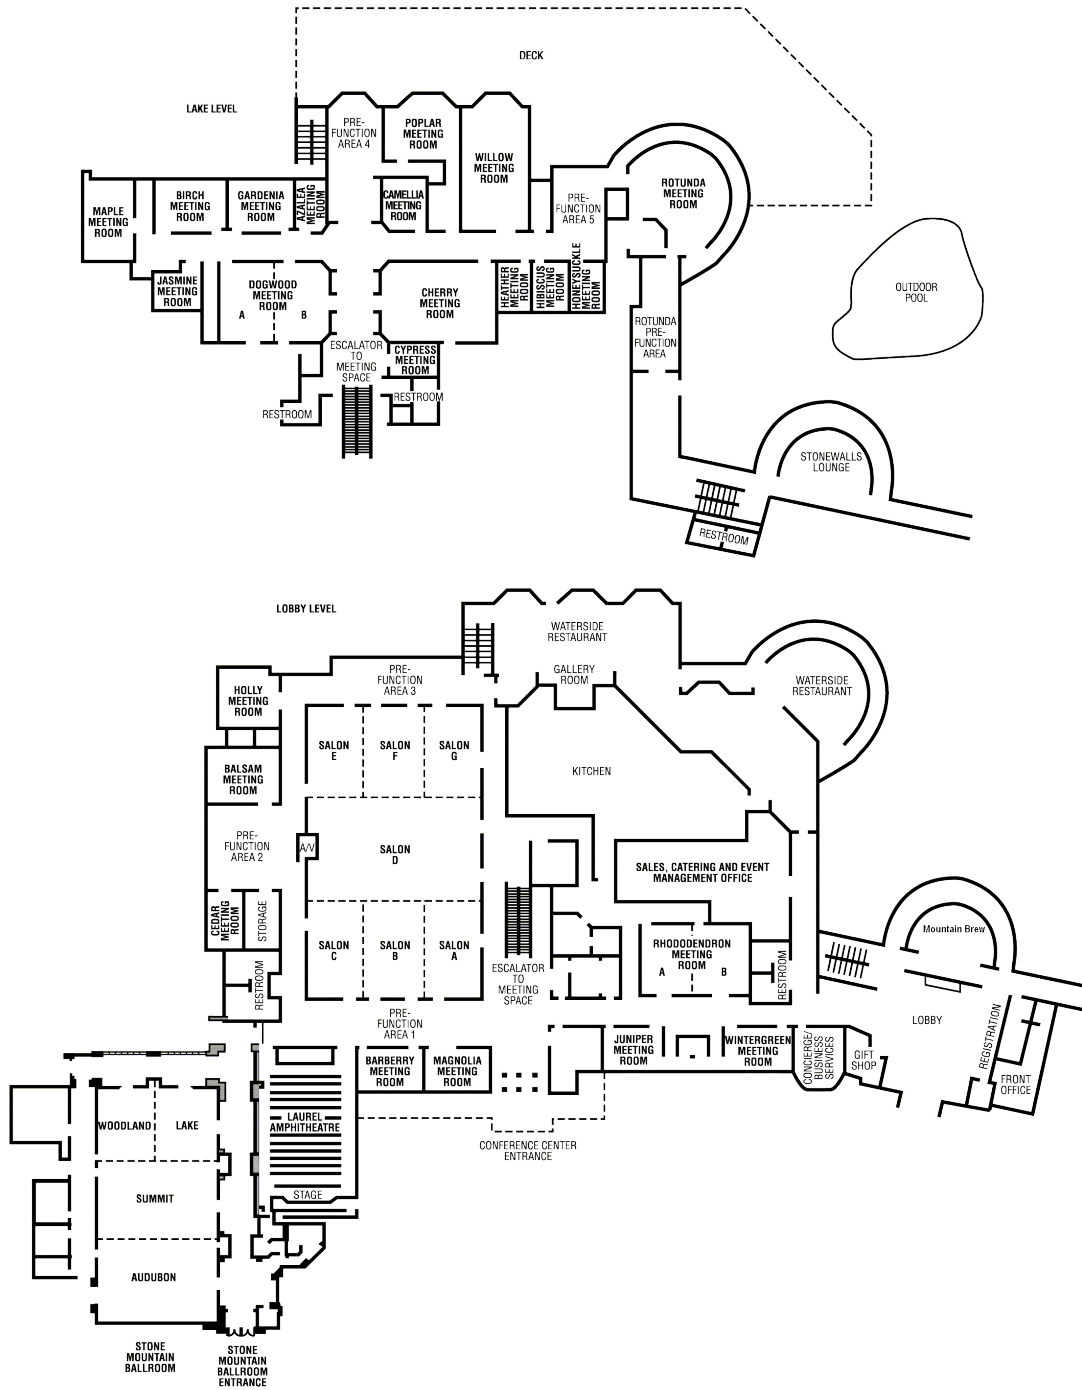 DECK
LAKE LEVEL
PRE-
FUNCTION
AREA 4
POPLAR
MEETING
ROOM
WILLOW
MEETING
ROOM
ROTUNDA
MEETING
ROOM
MAPLE
MEETING
ROOM
BIRCH
MEETING
ROOM
GARDENIA
MEETING
ROOM
AZALEA
MEETING
ROOM
CAMELLIA
MEETING
ROOM
PRE-
FUNCTION
AREA 5
JASMINE
MEETING
ROOM
DOGWOOD
MEETING
ROOM
A
B
CHERRY
MEETING
ROOM
HEATHER
MEETING
ROOM
HIBISCUS
MEETING
ROOM
HONEYSUCKLE
MEETING
ROOM
OUTDOOR
POOL
ROTUNDA
PRE-
FUNCTION
AREA
ESCALATOR
TO
MEETING
SPACE
CYPRESS
MEETING
ROOM
RESTROOM
RESTROOM
STONEWALLS
LOUNGE
RESTROOM
LOBBY LEVEL
WATERSIDE
RESTAURANT
GALLERY
ROOM
PRE-
FUNCTION
AREA 3
WATERSIDE
RESTAURANT
HOLLY
MEETING
ROOM
SALON
E
SALON
F
SALON
G
BALSAM
MEETING
ROOM
KITCHEN
PRE-
FUNCTION
AREA 2
A/V
SALON
D
SALES, CATERING AND EVENT
MANAGEMENT OFFICE
CEDAR
MEETING
ROOM
STORAGE
SALON
C
SALON
B
SALON
A
RHODODENDRON
MEETING
ROOM
A
B
Mountain Brew
RESTROOM
ESCALATOR
TO
MEETING
SPACE
RESTROOM
PRE-
FUNCTION
AREA 1
LOBBY
REGISTRATION
BARBERRY
MEETING
ROOM
MAGNOLIA
MEETING
ROOM
JUNIPER
MEETING
ROOM
WINTERGREEN
MEETING
ROOM
CONCIERGE/
BUSINESS
SERVICES
GIFT
SHOP
FRONT
OFFICE
WOODLAND
LAKE
LAUREL
AMPHITHEATRE
CONFERENCE CENTER
ENTRANCE
SUMMIT
STAGE
AUDUBON
STONE
MOUNTAIN
BALLROOM
STONE
MOUNTAIN
BALLROOM
ENTRANCE